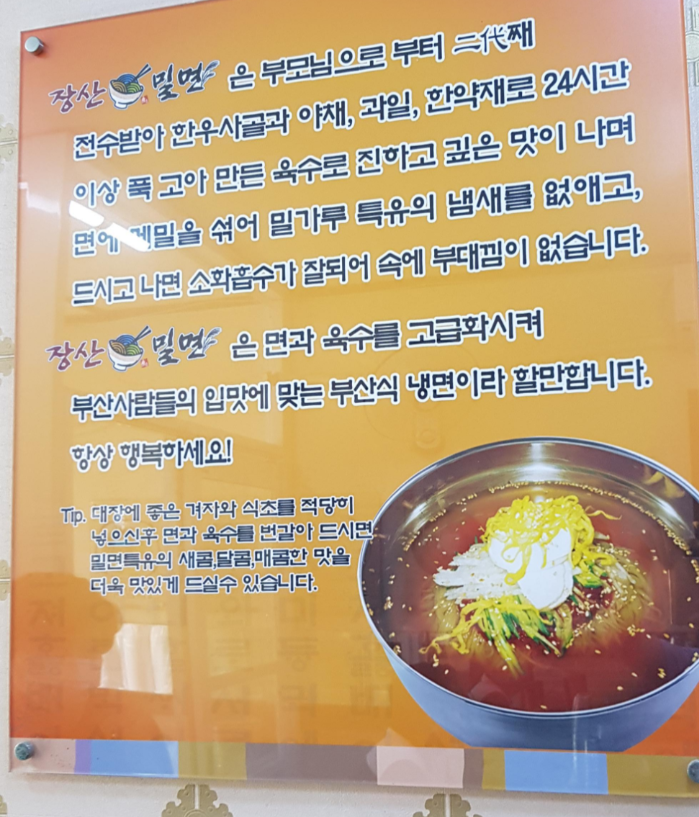 장산 밀면 은 부모님으로 부터 二代째
전수받아 한우사골과 야채, 과일, 한약재로 24시간
이상 푹 고아 만든 육수로 진하고 깊은 맛이 나며
면에 메밀을 섞어 밀가루 특유의 냄새를 없애고,
드시고 나면 소화흡수가 잘되어 속에 부대낌이 없습니다.
장산 밀면 은 면과 육수를 고급화시켜
부산사람들의 입맛에 맞는 부산식 냉면이라 할만합니다.
항상 행복하세요!
Tip. 대장에 좋은 겨자와 식초를 적당히
넣으신후 면과 육수를 번갈아 드시면
밀면특유의 새콤,달콤,매콤한 맛을
더욱 맛있게 드실수 있습니다.